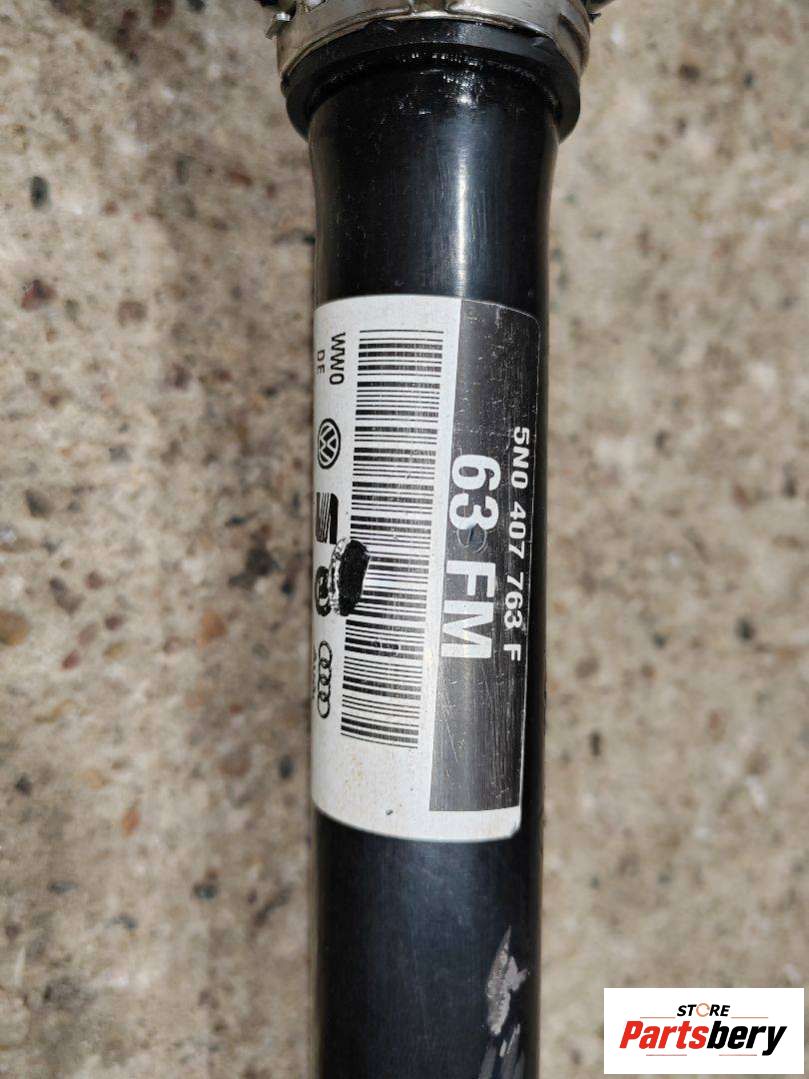 5N0 407 763 F
63 FM
WW0
DE
STORE
Partsbery